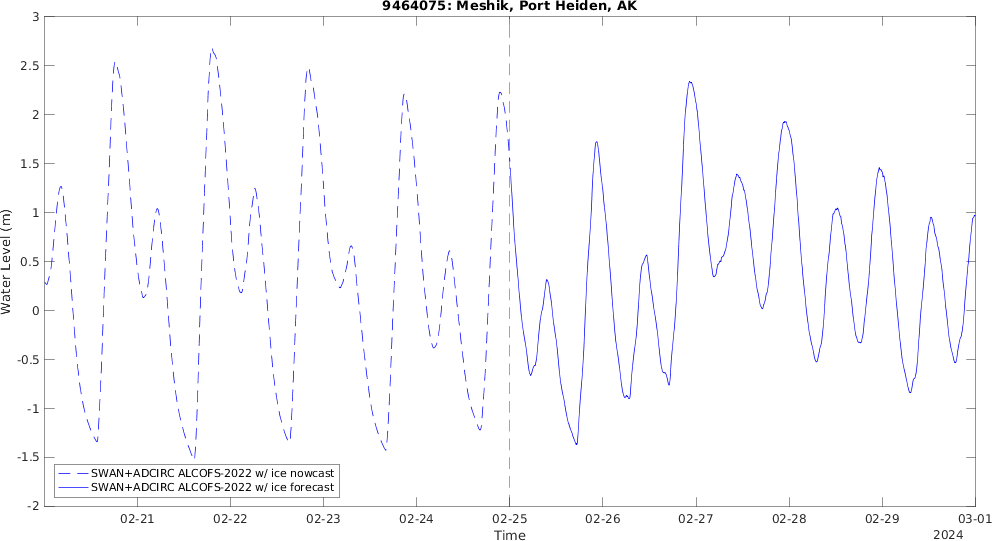 9464075: Meshik, Port Heiden, AK
3
2.5
2
1.5
1
0.5
0
-0.5
-1
-1.5
-2
Water Level (m)
SWAN+ADCIRC ALCOFS-2022 w/ ice nowcast
SWAN+ADCIRC ALCOFS-2022 w/ ice forecast
02-21 02-22 02-23 02-24 02-25 02-26 02-27 02-28 02-29 03-01
Time
2024